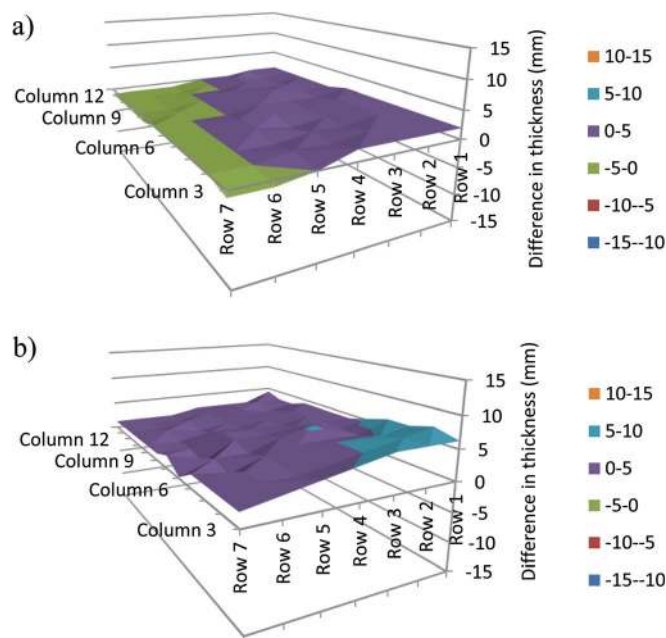 a)
15
10
5
0
-5
-10
-15
Difference in thickness (mm)
Column 12
Column 9
Column 6
Column 3
Row 7
Row 6
Row 5
Row 4
Row 3
Row 2
Row 1
10-15
5-10
0-5
-5-0
-10--5
-15--10
b)
15
10
5
0
-5
-10
-15
Difference in thickness (mm)
Column 12
Column 9
Column 6
Column 3
Row 7
Row 6
Row 5
Row 4
Row 3
Row 2
Row 1
10-15
5-10
0-5
-5-0
-10--5
-15--10